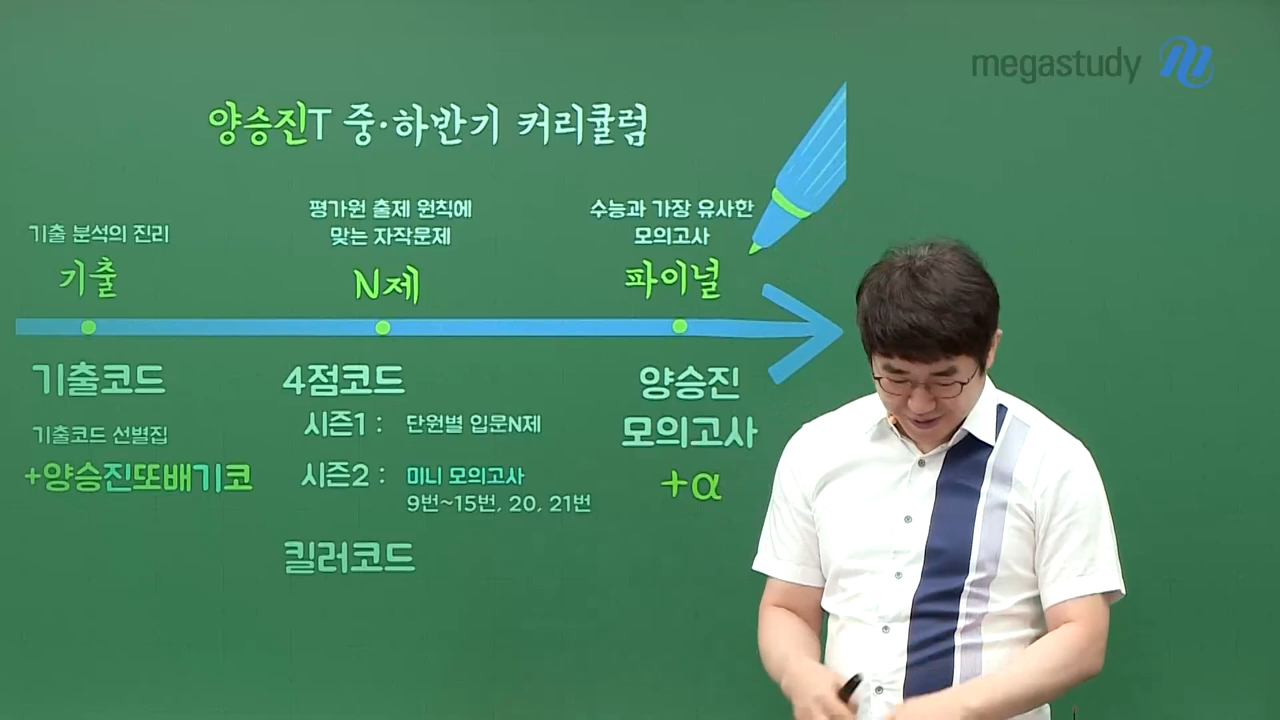 megastudy
양승진T 중·하반기 커리큘럼
기출 분석의 진리
기출
평가원 출제 원칙에
맞는 자작문제
N제
수능과 가장 유사한
모의고사
파이널
기출코드
기출코드 선별집
+양승진또배기코
4점코드
시즌1 : 단원별 입문N제
시즌2 : 미니 모의고사
9번~15번, 20, 21번
킬러코드
양승진
모의고사
+α